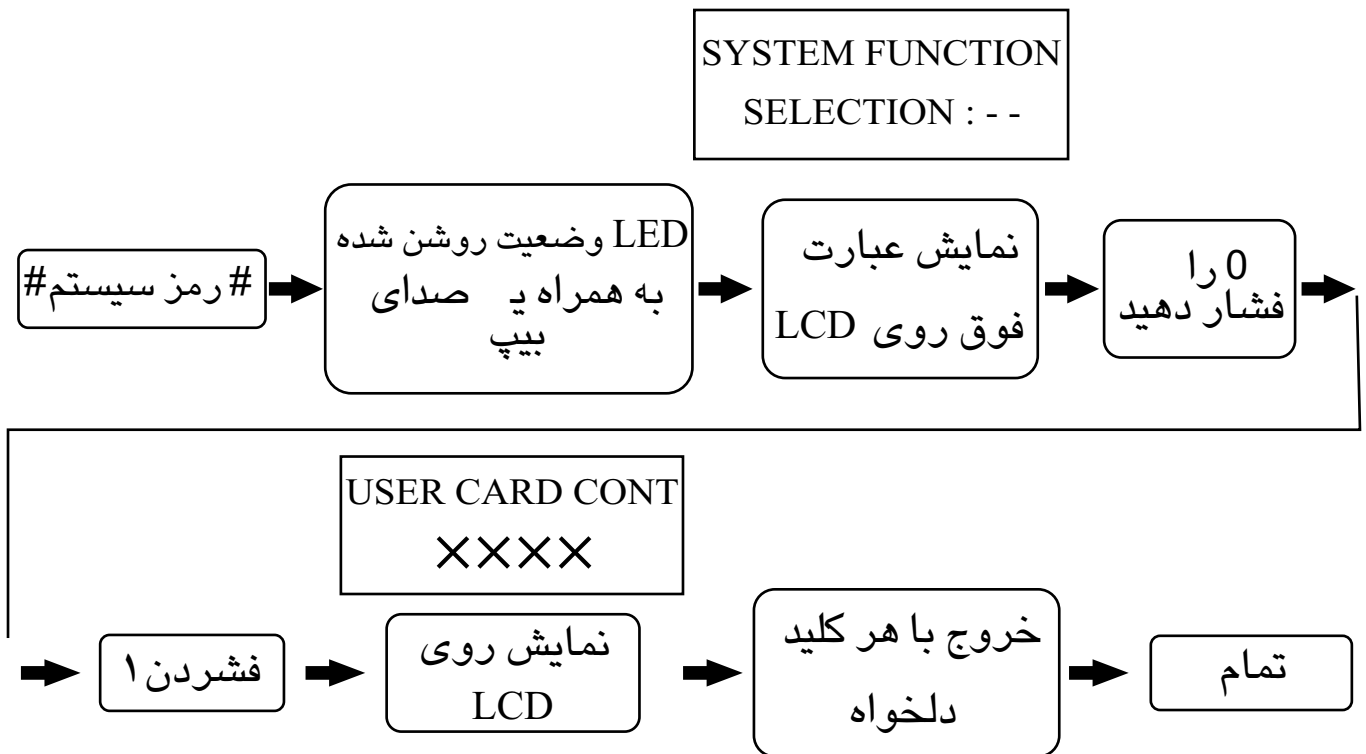 SYSTEM FUNCTION
SELECTION : - -
#رمز سیستم#
LED وضعیت روشن شده
به همراه یـ صدای
بیپ
نمایش عبارت
فوق روی LCD
0 را
فشار دهید
USER CARD CONT
××××
فشردن ۱
نمایش روی
LCD
خروج با هر کلید
دلخواه
تمام